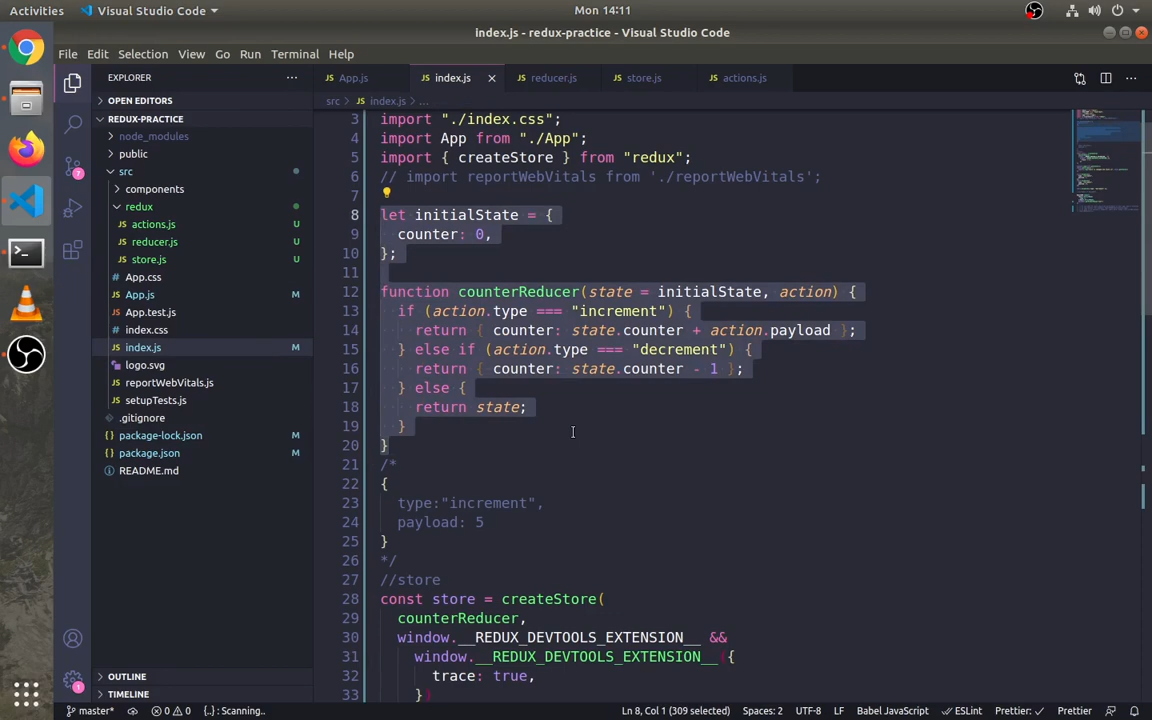 Activities
Visual Studio Code
Mon 14:11
index.js - redux-practice - Visual Studio Code
File Edit Selection View Go Run Terminal Help
EXPLORER
App.js
index.js
reducer.js
store.js
actions.js
OPEN EDITORS
src > index.js > ...
REDUX-PRACTICE
node_modules
public
src
components
redux
actions.js U
reducer.js U
store.js U
App.css
App.js M
App.test.js
index.css
index.js M
logo.svg
reportWebVitals.js
setupTests.js
.gitignore
package-lock.json M
package.json M
README.md
OUTLINE
TIMELINE
7
1
3 import "./index.css";
4 import App from "./App";
5 import { createStore } from "redux";
6 // import reportWebVitals from './reportWebVitals';
7
8 let initialState = {
9 counter: 0,
10 };
11
12 function counterReducer(state = initialState, action) {
13 if (action.type === "increment") {
14 return { counter: state.counter + action.payload };
15 } else if (action.type === "decrement") {
16 return { counter: state.counter - 1 };
17 } else {
18 return state;
19 }
20 }
21 /*
22 {
23 type:"increment",
24 payload: 5
25 }
26 */
27 //store
28 const store = createStore(
29 counterReducer,
30 window.__REDUX_DEVTOOLS_EXTENSION__ &&
31 window.__REDUX_DEVTOOLS_EXTENSION__({
32 trace: true,
33 })
master* 0 0 {..}: Scanning.. Ln 8, Col 1 (309 selected) Spaces: 2 UTF-8 LF Babel JavaScript ESLint Prettier: ✓ Prettier